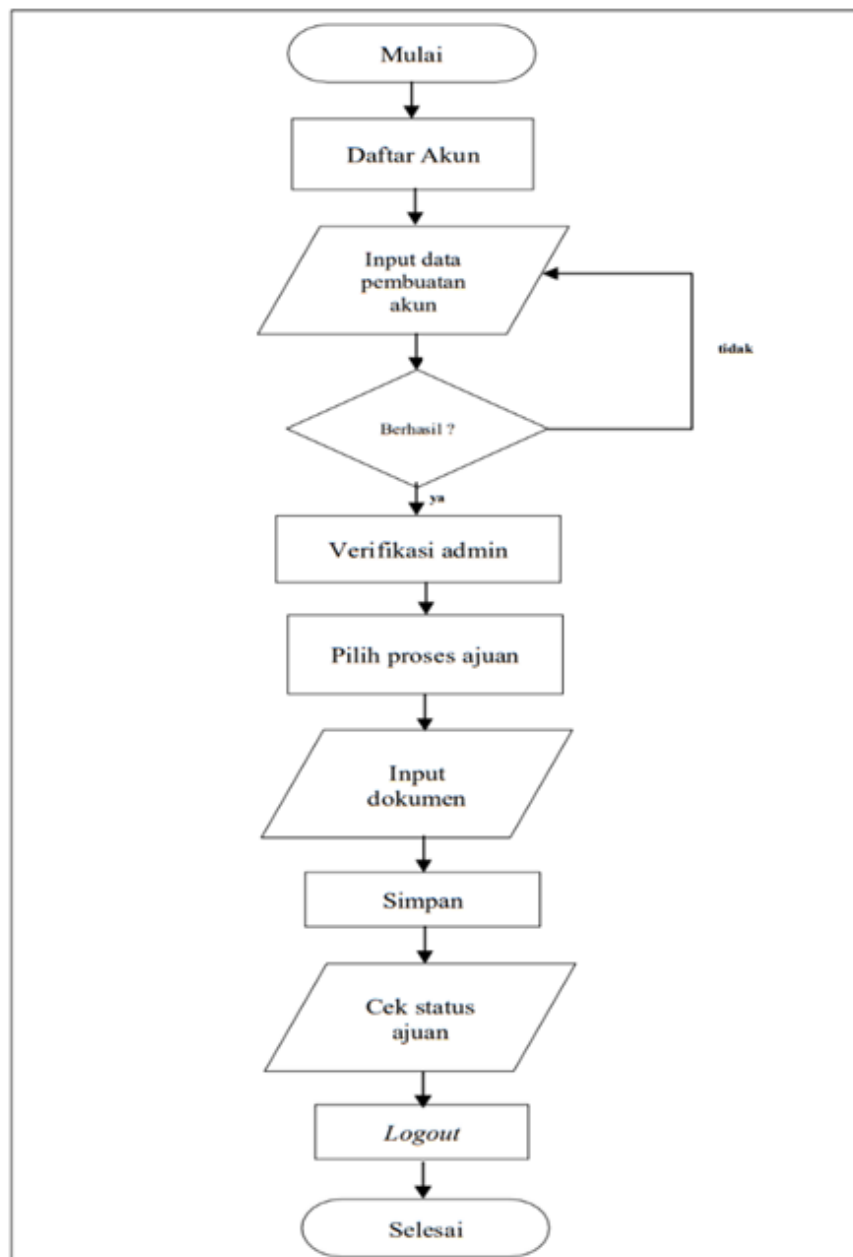 Mulai
Daftar Akun
Input data
pembuatan
akun
tidak
Berhasil ?
ya
Verifikasi admin
Pilih proses ajuan
Input
dokumen
Simpan
Cek status
ajuan
Logout
Selesai